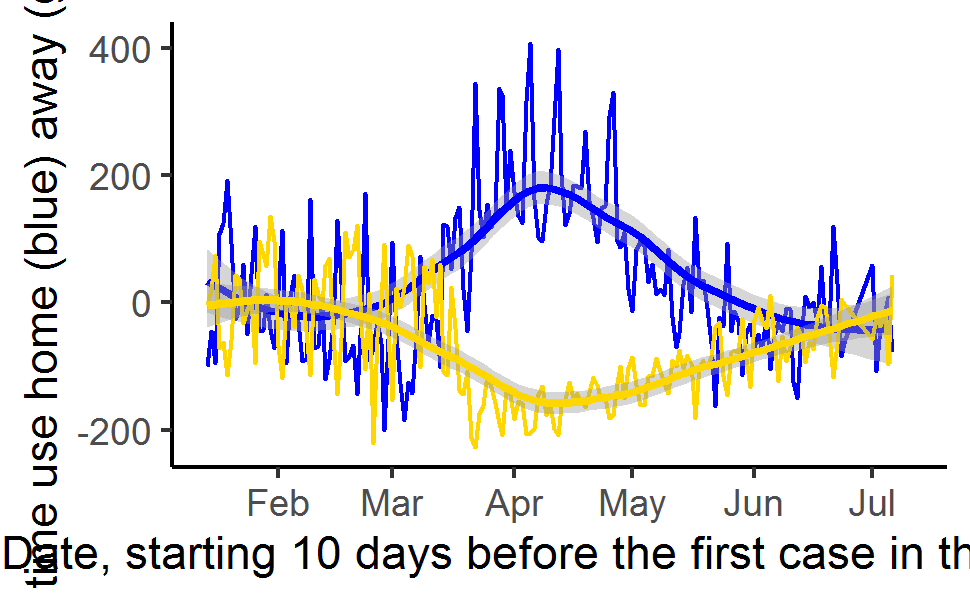 time use home (blue) away (
400
200
0
-200
Feb Mar Apr May Jun Jul
Date, starting 10 days before the first case in th